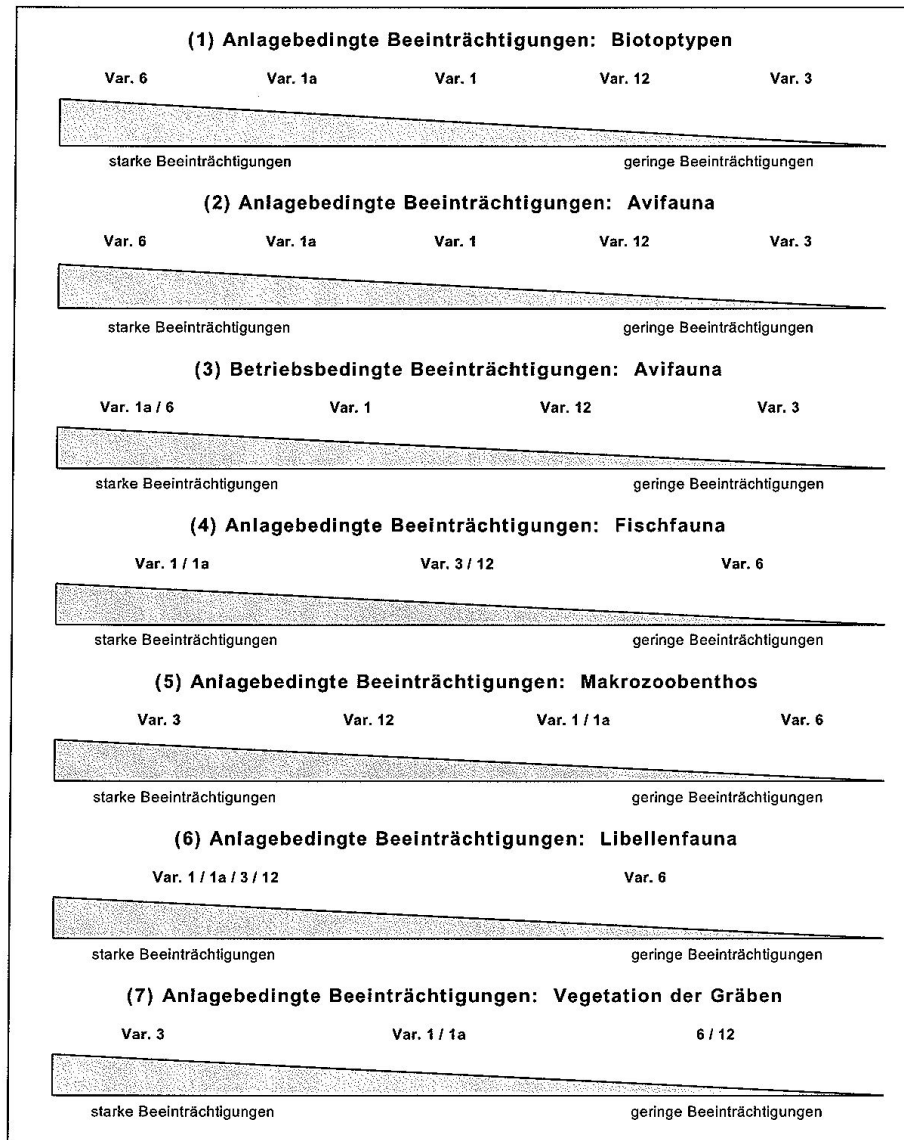 (1) Anlagebedingte Beeinträchtigungen: Biotoptypen
Var. 6 Var. 1a Var. 1 Var. 12 Var. 3
starke Beeinträchtigungen geringe Beeinträchtigungen
(2) Anlagebedingte Beeinträchtigungen: Avifauna
Var. 6 Var. 1a Var. 1 Var. 12 Var. 3
starke Beeinträchtigungen geringe Beeinträchtigungen
(3) Betriebsbedingte Beeinträchtigungen: Avifauna
Var. 1a / 6 Var. 1 Var. 12 Var. 3
starke Beeinträchtigungen geringe Beeinträchtigungen
(4) Anlagebedingte Beeinträchtigungen: Fischfauna
Var. 1 / 1a Var. 3 / 12 Var. 6
starke Beeinträchtigungen geringe Beeinträchtigungen
(5) Anlagebedingte Beeinträchtigungen: Makrozoobenthos
Var. 3 Var. 12 Var. 1 / 1a Var. 6
starke Beeinträchtigungen geringe Beeinträchtigungen
(6) Anlagebedingte Beeinträchtigungen: Libellenfauna
Var. 1 / 1a / 3 / 12 Var. 6
starke Beeinträchtigungen geringe Beeinträchtigungen
(7) Anlagebedingte Beeinträchtigungen: Vegetation der Gräben
Var. 3 Var. 1 / 1a 6 / 12
starke Beeinträchtigungen geringe Beeinträchtigungen